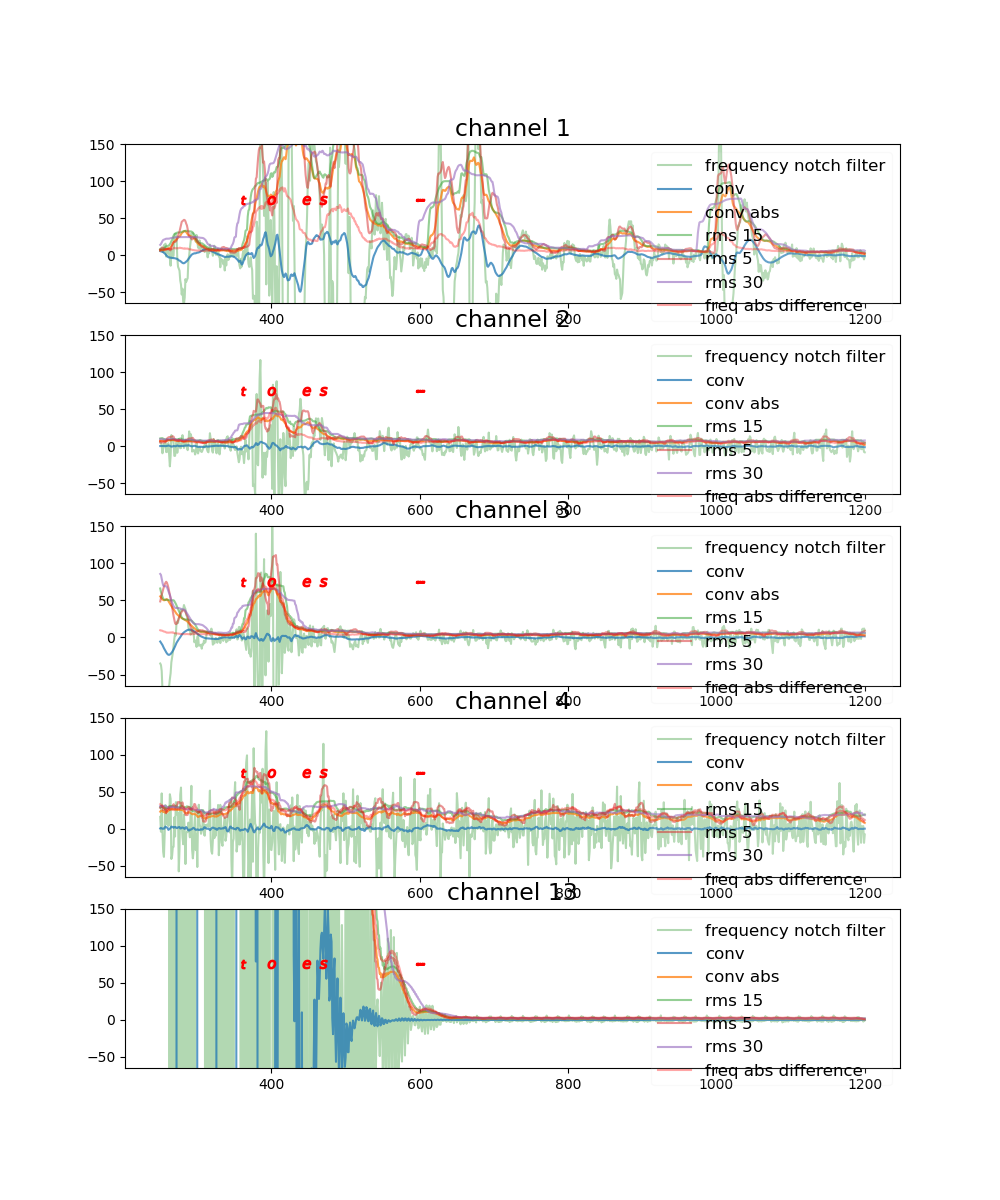 channel 1
150
100
50
0
−50
t o e s –
frequency notch filter
conv
conv abs
rms 15
rms 5
rms 30
freq abs difference
400 600 800 1000 1200
channel 2
150
100
50
0
−50
t o e s –
frequency notch filter
conv
conv abs
rms 15
rms 5
rms 30
freq abs difference
400 600 800 1000 1200
channel 3
150
100
50
0
−50
t o e s –
frequency notch filter
conv
conv abs
rms 15
rms 5
rms 30
freq abs difference
400 600 800 1000 1200
channel 4
150
100
50
0
−50
t o e s –
frequency notch filter
conv
conv abs
rms 15
rms 5
rms 30
freq abs difference
400 600 800 1000 1200
channel 13
150
100
50
0
−50
t o e s –
frequency notch filter
conv
conv abs
rms 15
rms 5
rms 30
freq abs difference
400 600 800 1000 1200